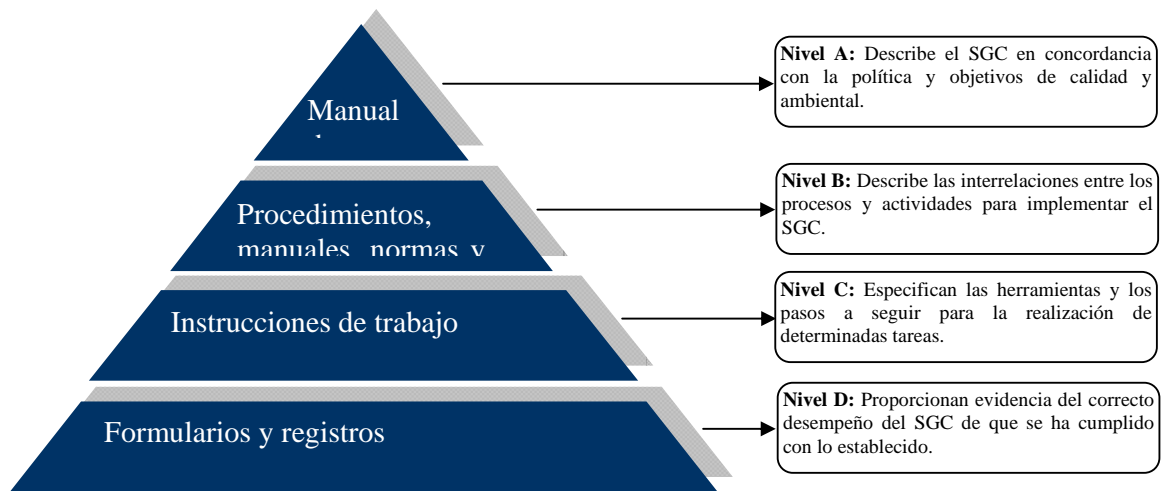 Manual
Nivel A: Describe el SGC en concordancia
con la política y objetivos de calidad y
ambiental.
Procedimientos,
manuales, normas y
Nivel B: Describe las interrelaciones entre los
procesos y actividades para implementar el
SGC.
Instrucciones de trabajo
Nivel C: Especifican las herramientas y los
pasos a seguir para la realización de
determinadas tareas.
Formularios y registros
Nivel D: Proporcionan evidencia del correcto
desempeño del SGC de que se ha cumplido
con lo establecido.